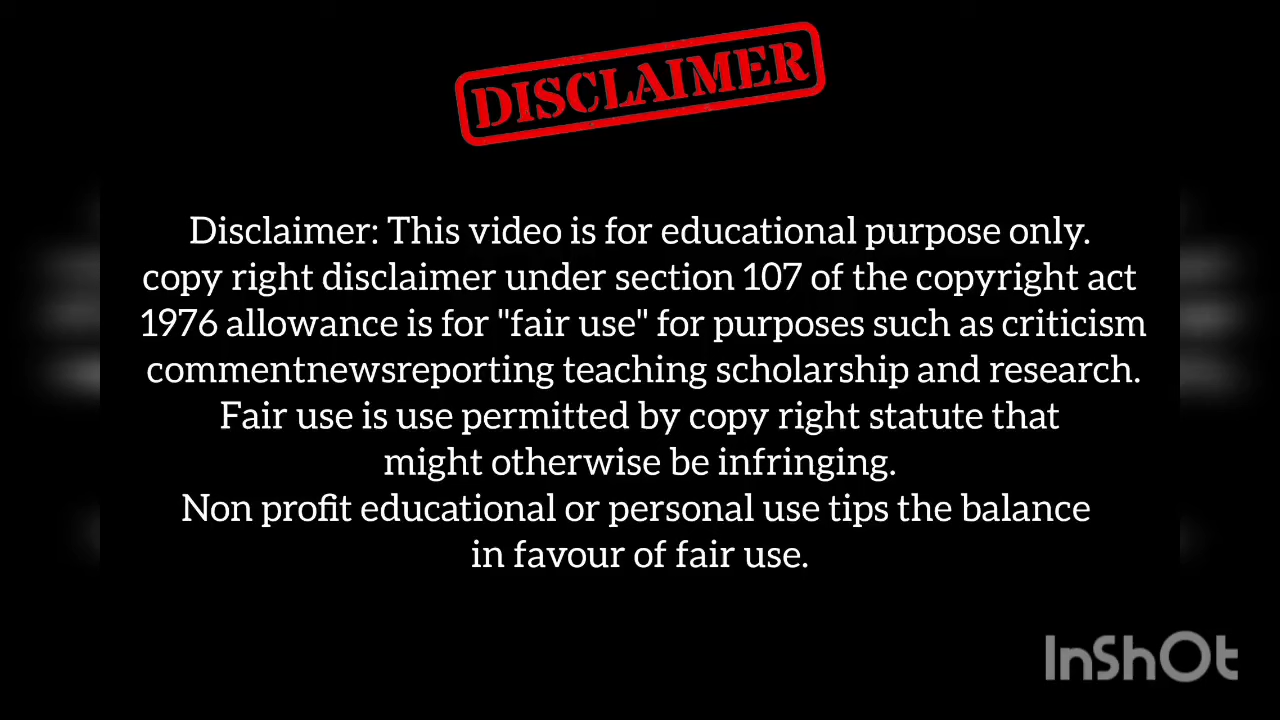 DISCLAIMER
Disclaimer: This video is for educational purpose only.
copy right disclaimer under section 107 of the copyright act
1976 allowance is for "fair use" for purposes such as criticism
commentnewsreporting teaching scholarship and research.
Fair use is use permitted by copy right statute that
might otherwise be infringing.
Non profit educational or personal use tips the balance
in favour of fair use.
InShOt